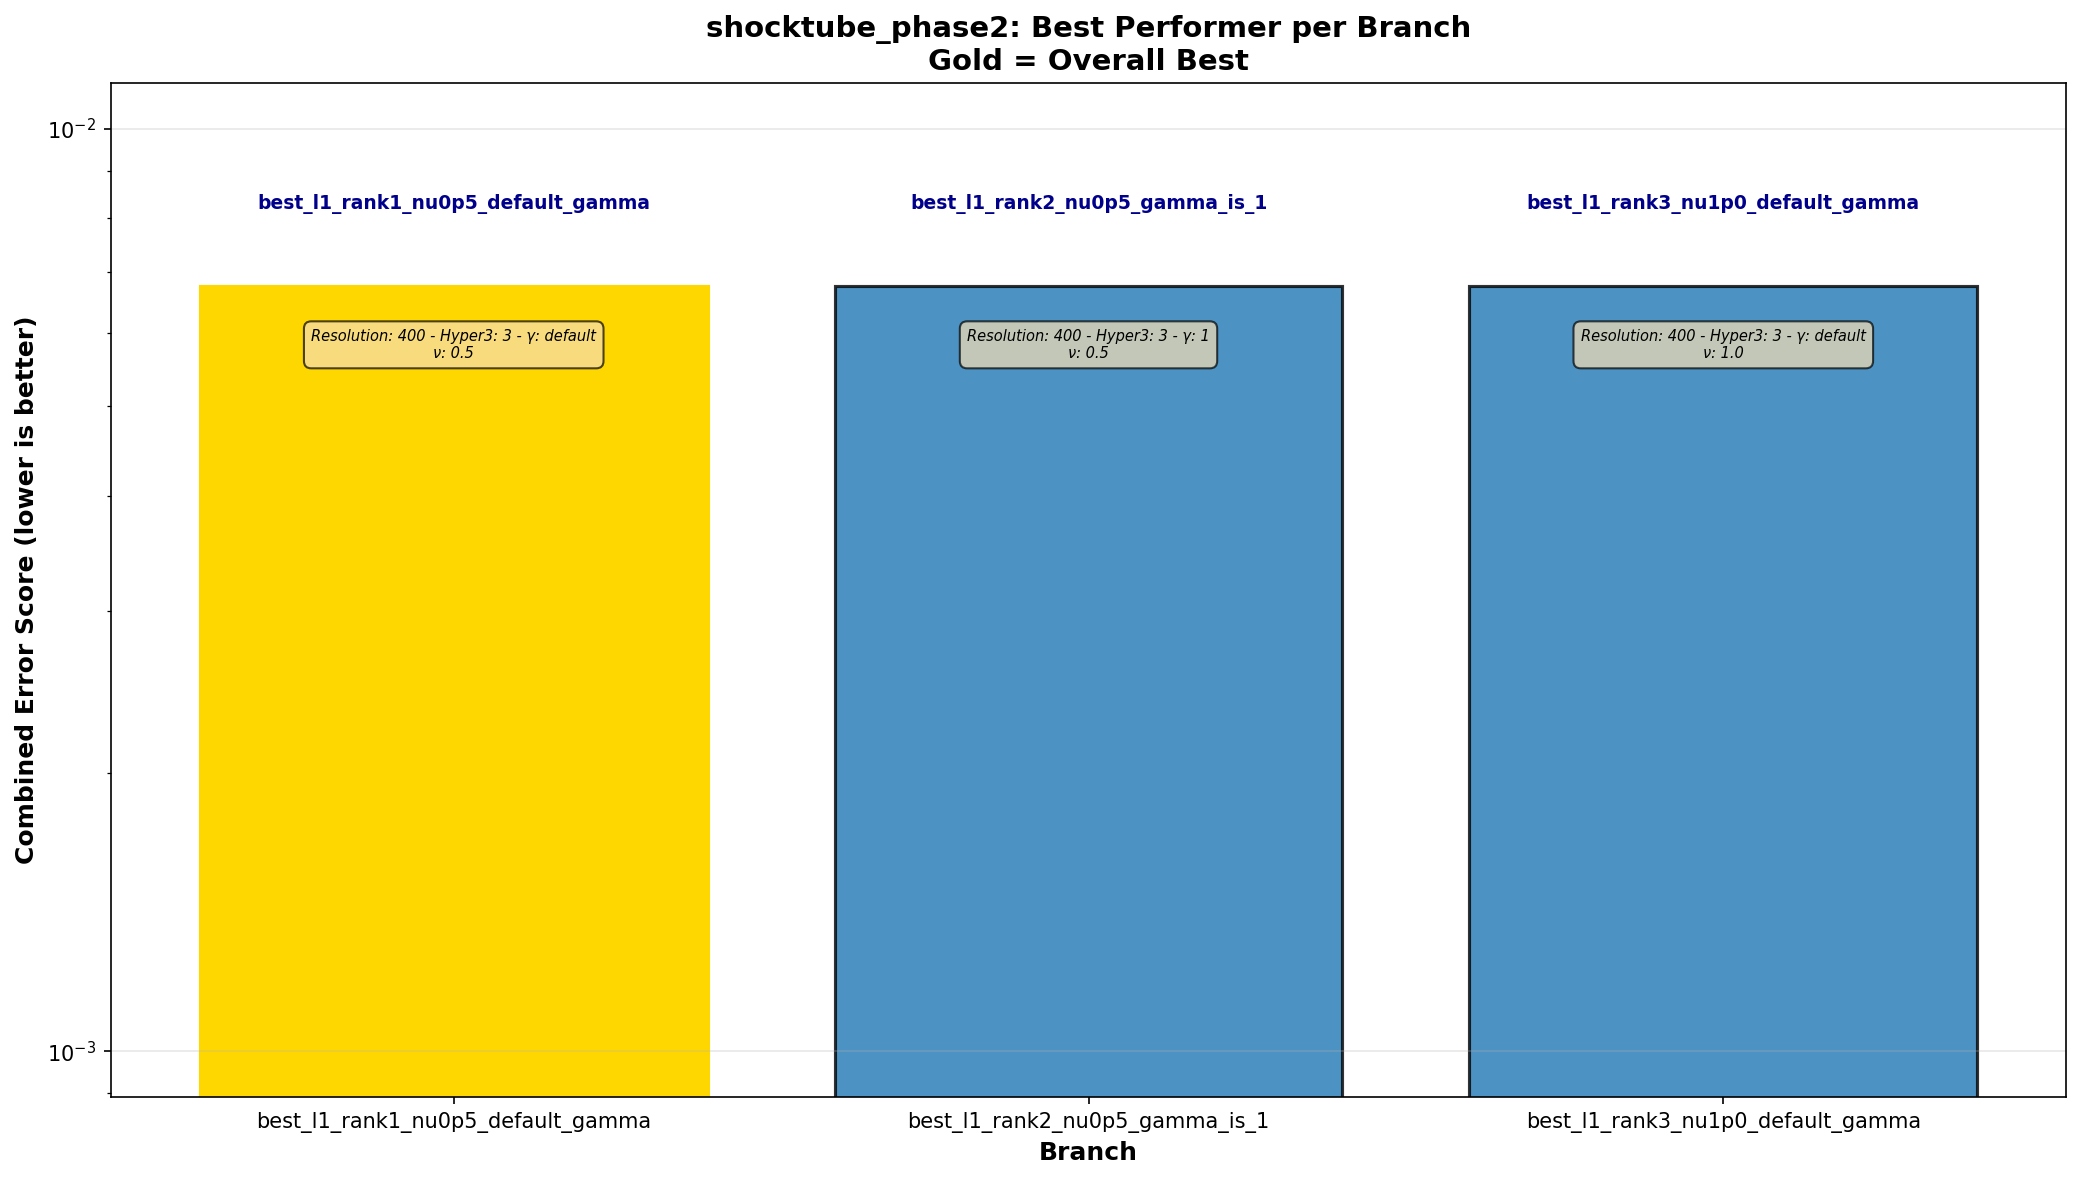 shocktube_phase2: Best Performer per Branch
Gold = Overall Best
Combined Error Score (lower is better)
10⁻²
10⁻³
best_l1_rank1_nu0p5_default_gamma
best_l1_rank2_nu0p5_gamma_is_1
best_l1_rank3_nu1p0_default_gamma
Resolution: 400 - Hyper3: 3 - γ: default
ν: 0.5
Resolution: 400 - Hyper3: 3 - γ: 1
ν: 0.5
Resolution: 400 - Hyper3: 3 - γ: default
ν: 1.0
best_l1_rank1_nu0p5_default_gamma
best_l1_rank2_nu0p5_gamma_is_1
best_l1_rank3_nu1p0_default_gamma
Branch